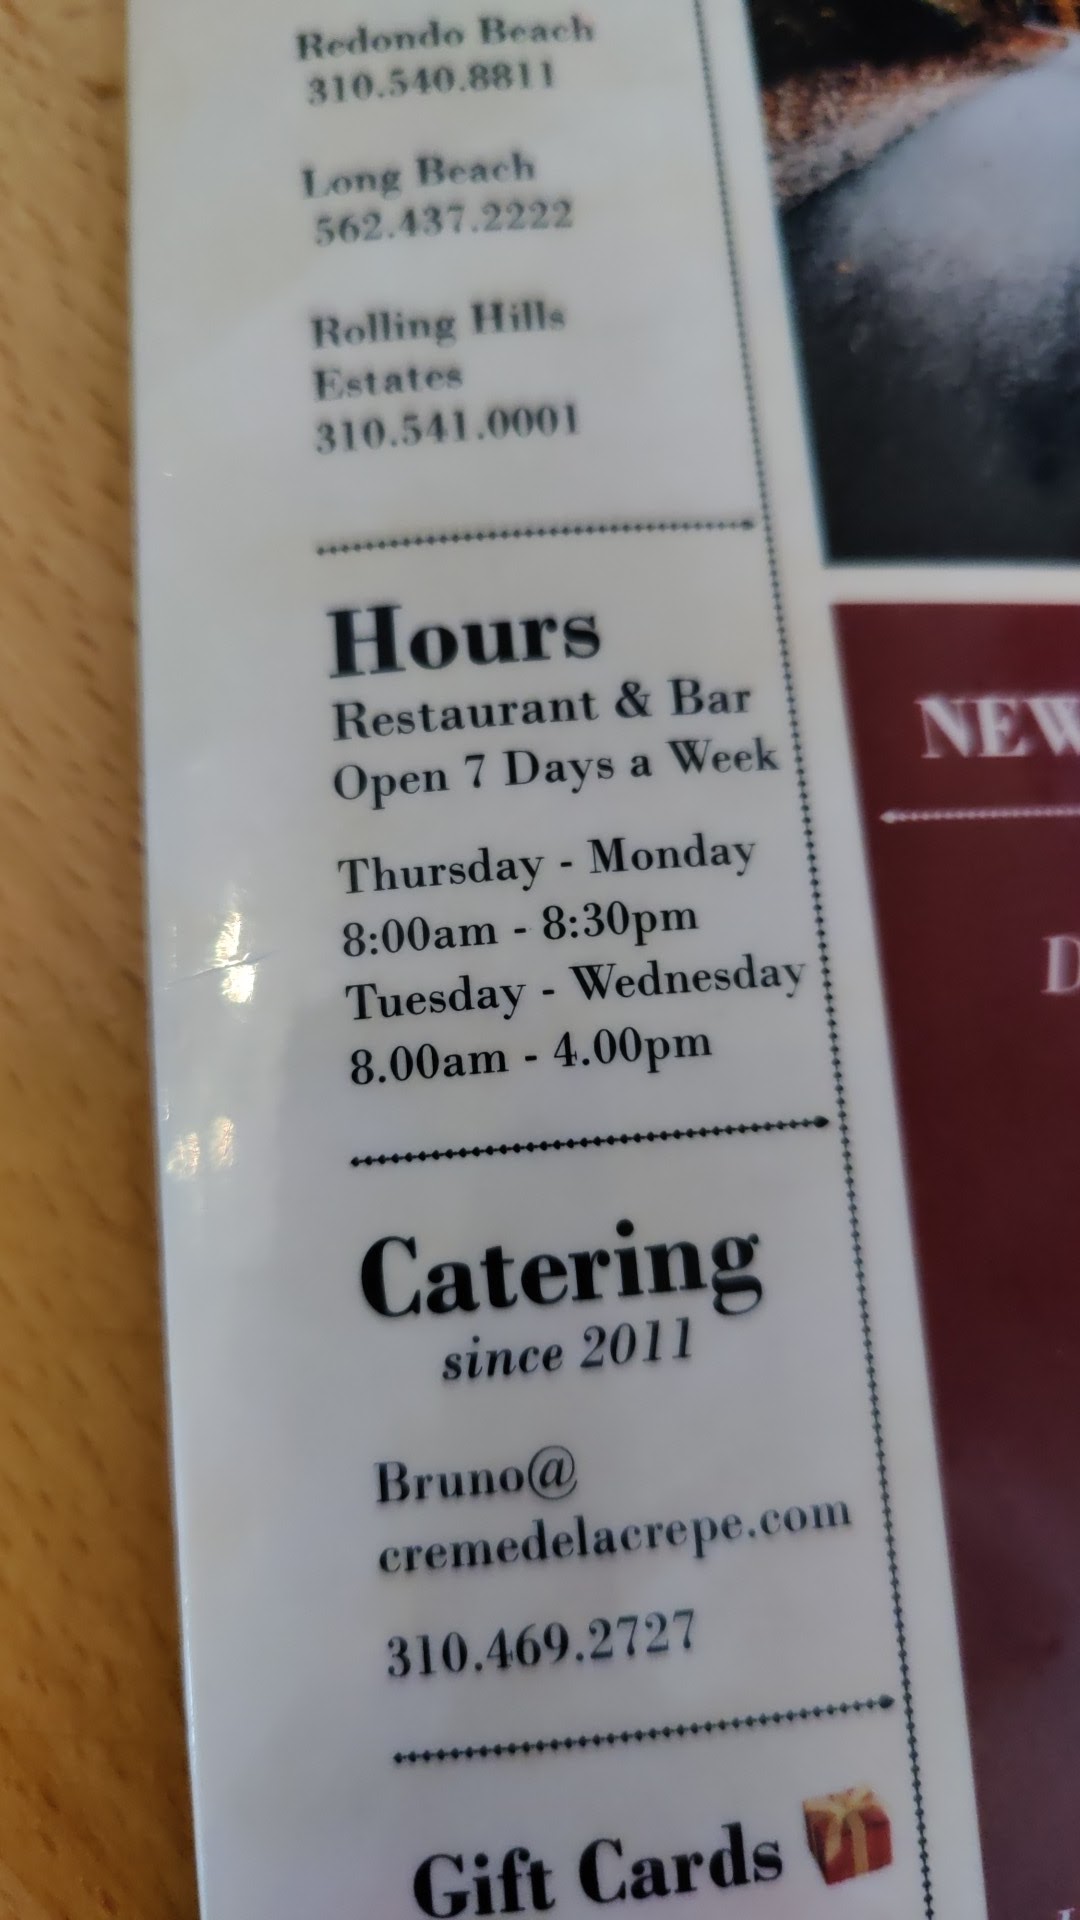 Redondo Beach
310.540.8811
Long Beach
562.437.2222
Rolling Hills
Estates
310.541.0001
Hours
Restaurant & Bar
Open 7 Days a Week
Thursday - Monday
8:00am - 8:30pm
Tuesday - Wednesday
8.00am - 4.00pm
Catering
since 2011
Bruno@
cremedelacrepe.com
310.469.2727
Gift Cards
NEW